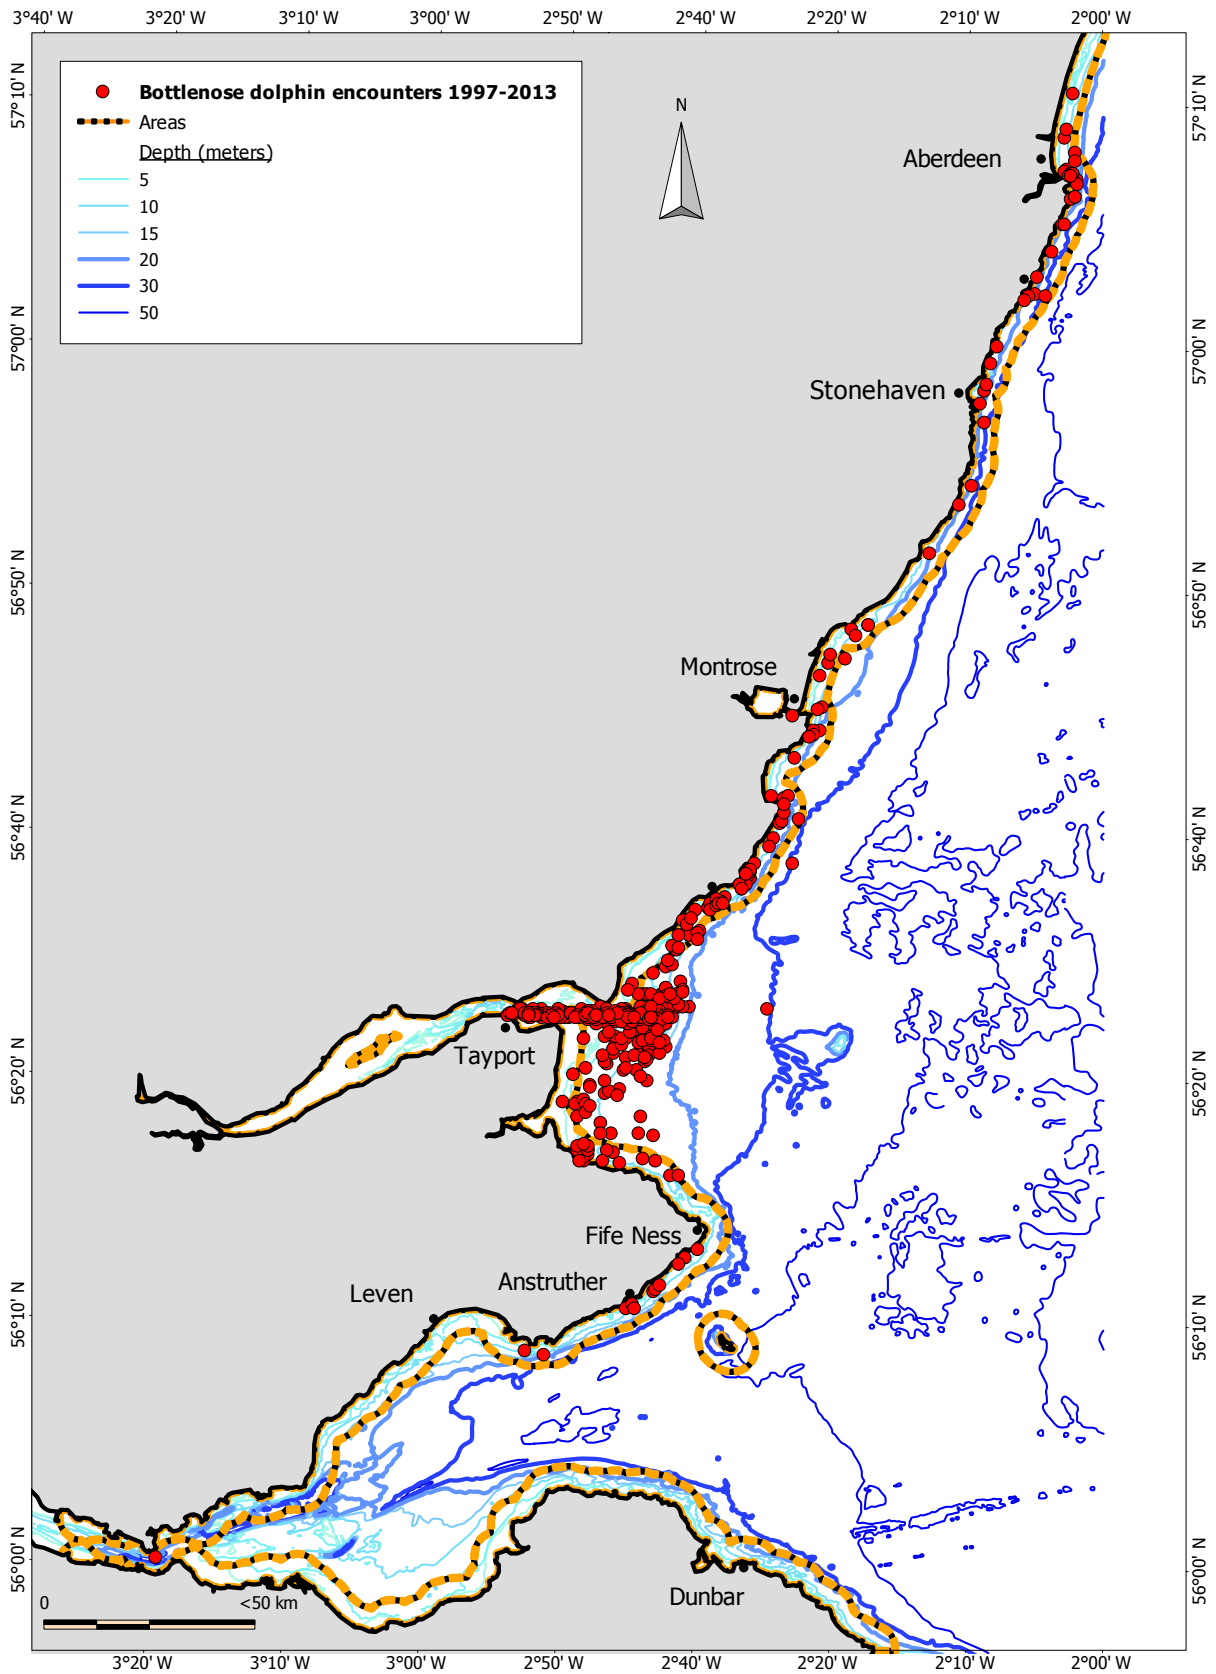 3°40' W 3°20' W 3°10' W 3°00' W 2°50' W 2°40' W 2°20' W 2°10' W 2°00' W
57°10' N
57°10' N
Bottlenose dolphin encounters 1997-2013
Areas
Depth (meters)
5
10
15
20
30
50
N
Aberdeen
57°00' N
57°00' N
Stonehaven
56°50' N
56°50' N
Montrose
56°40' N
56°40' N
Tayport
56°20' N
56°20' N
Fife Ness
Anstruther
Leven
56°10' N
56°10' N
56°00' N
56°00' N
Dunbar
0 <50 km
3°20' W 3°10' W 3°00' W 2°50' W 2°40' W 2°20' W 2°10' W 2°00' W